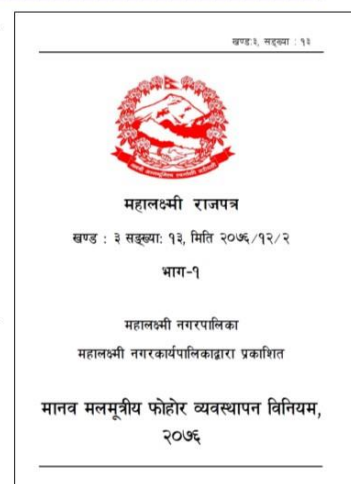 खण्ड:३, सङ्ख्या : १३
महालक्ष्मी राजपत्र
खण्ड : ३ सङ्ख्या: १३, मिति २०७६/१२/२
भाग-१
महालक्ष्मी नगरपालिका
महालक्ष्मी नगरकार्यपालिकाद्वारा प्रकाशित
मानव मलमूत्रीय फोहोर व्यवस्थापन विनियम,
२०७६